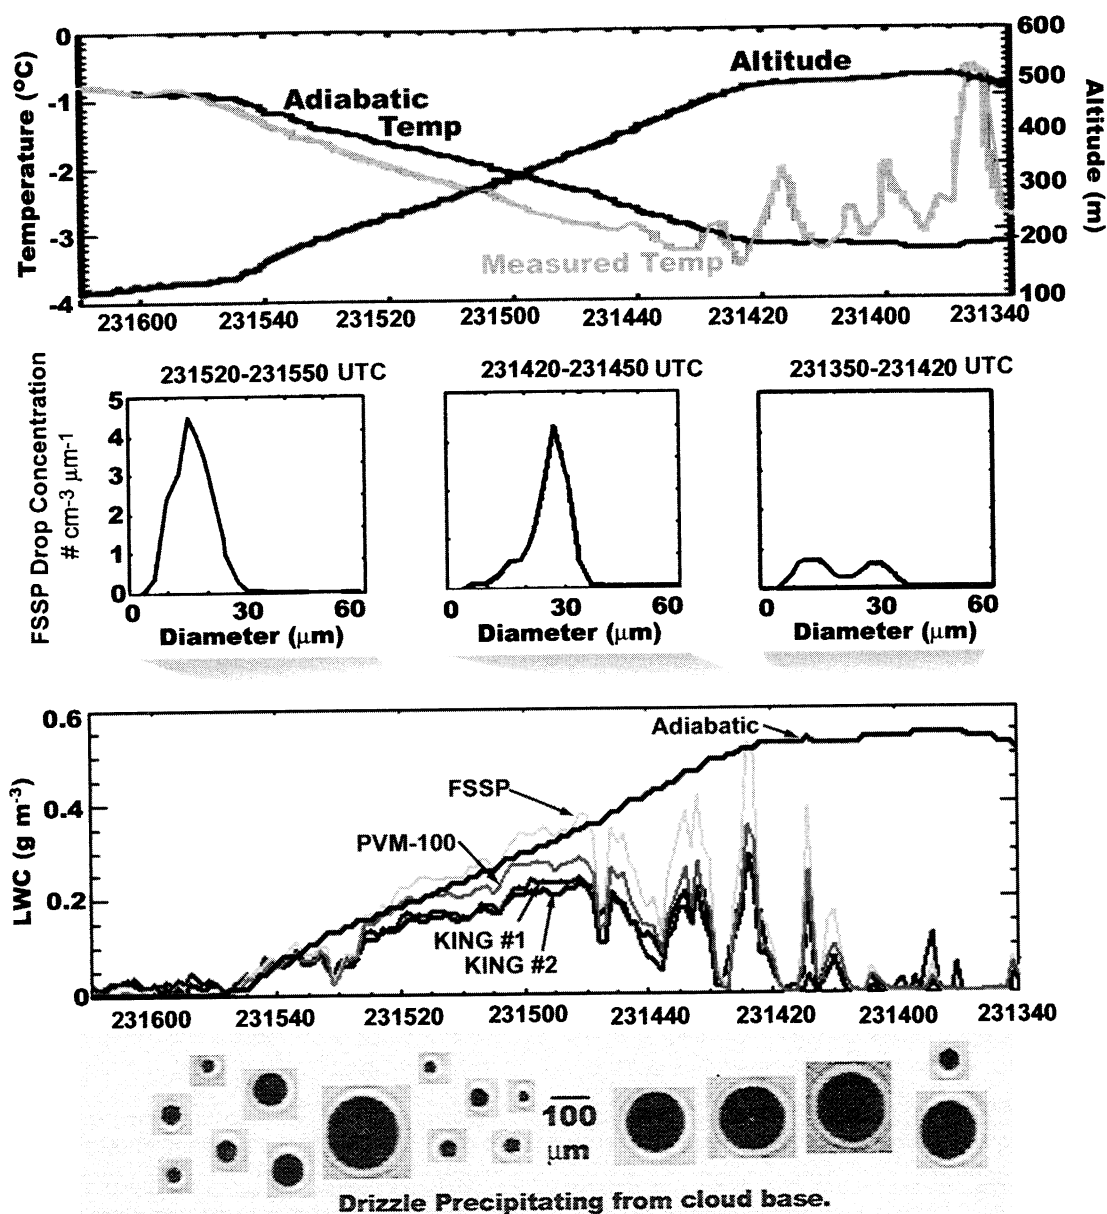 0
-1
-2
-3
-4
Temperature (°C)
Adiabatic
Temp
Altitude
Measured Temp
600
500
400
300
200
100
Altitude (m)
231600 231540 231520 231500 231440 231420 231400 231340
231520-231550 UTC
231420-231450 UTC
231350-231420 UTC
FSSP Drop Concentration
# cm-3 µm-1
5
4
3
2
1
0
0 30 60
Diameter (µm)
0 30 60
Diameter (µm)
0 30 60
Diameter (µm)
0.6
0.4
0.2
0
LWC (g m-3)
Adiabatic
FSSP
PVM-100
KING #1
KING #2
231600 231540 231520 231500 231440 231420 231400 231340
100
µm
Drizzle Precipitating from cloud base.